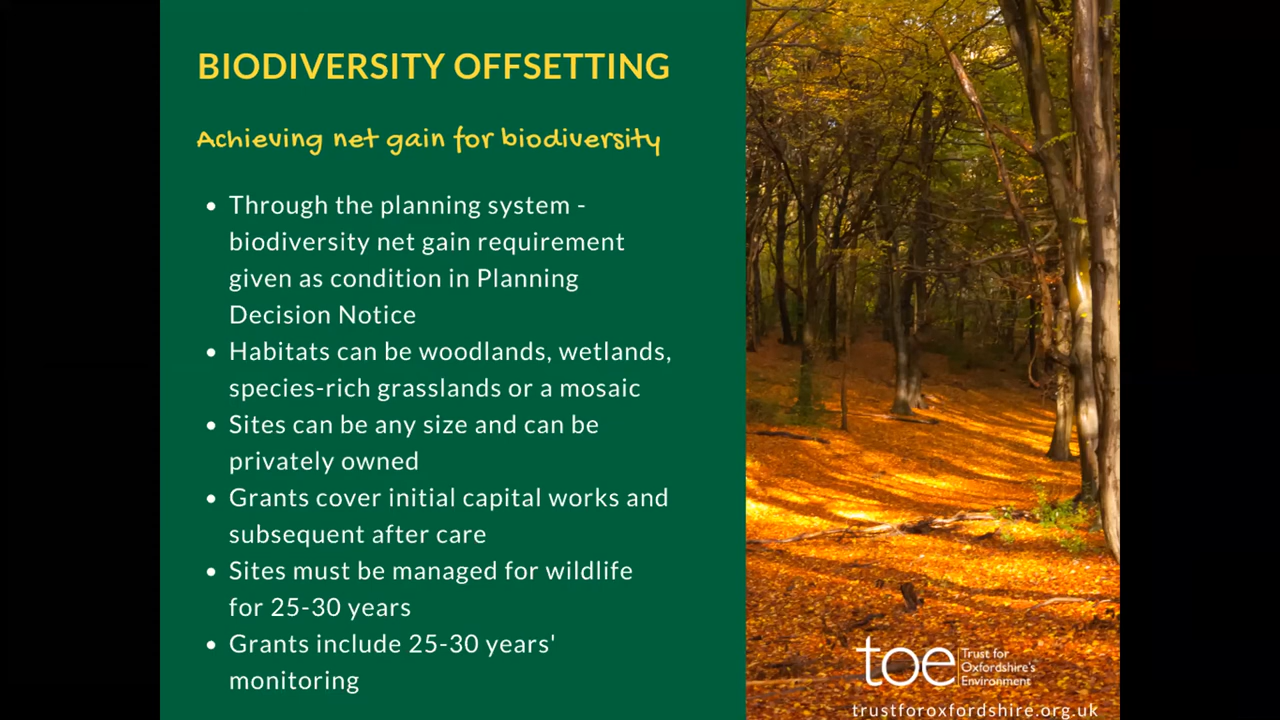 BIODIVERSITY OFFSETTING
Achieving net gain for biodiversity
• Through the planning system -
biodiversity net gain requirement
given as condition in Planning
Decision Notice
• Habitats can be woodlands, wetlands,
species-rich grasslands or a mosaic
• Sites can be any size and can be
privately owned
• Grants cover initial capital works and
subsequent after care
• Sites must be managed for wildlife
for 25-30 years
• Grants include 25-30 years'
monitoring
toe
Trust for
Oxfordshire's
Environment
trustforoxfordshire.org.uk